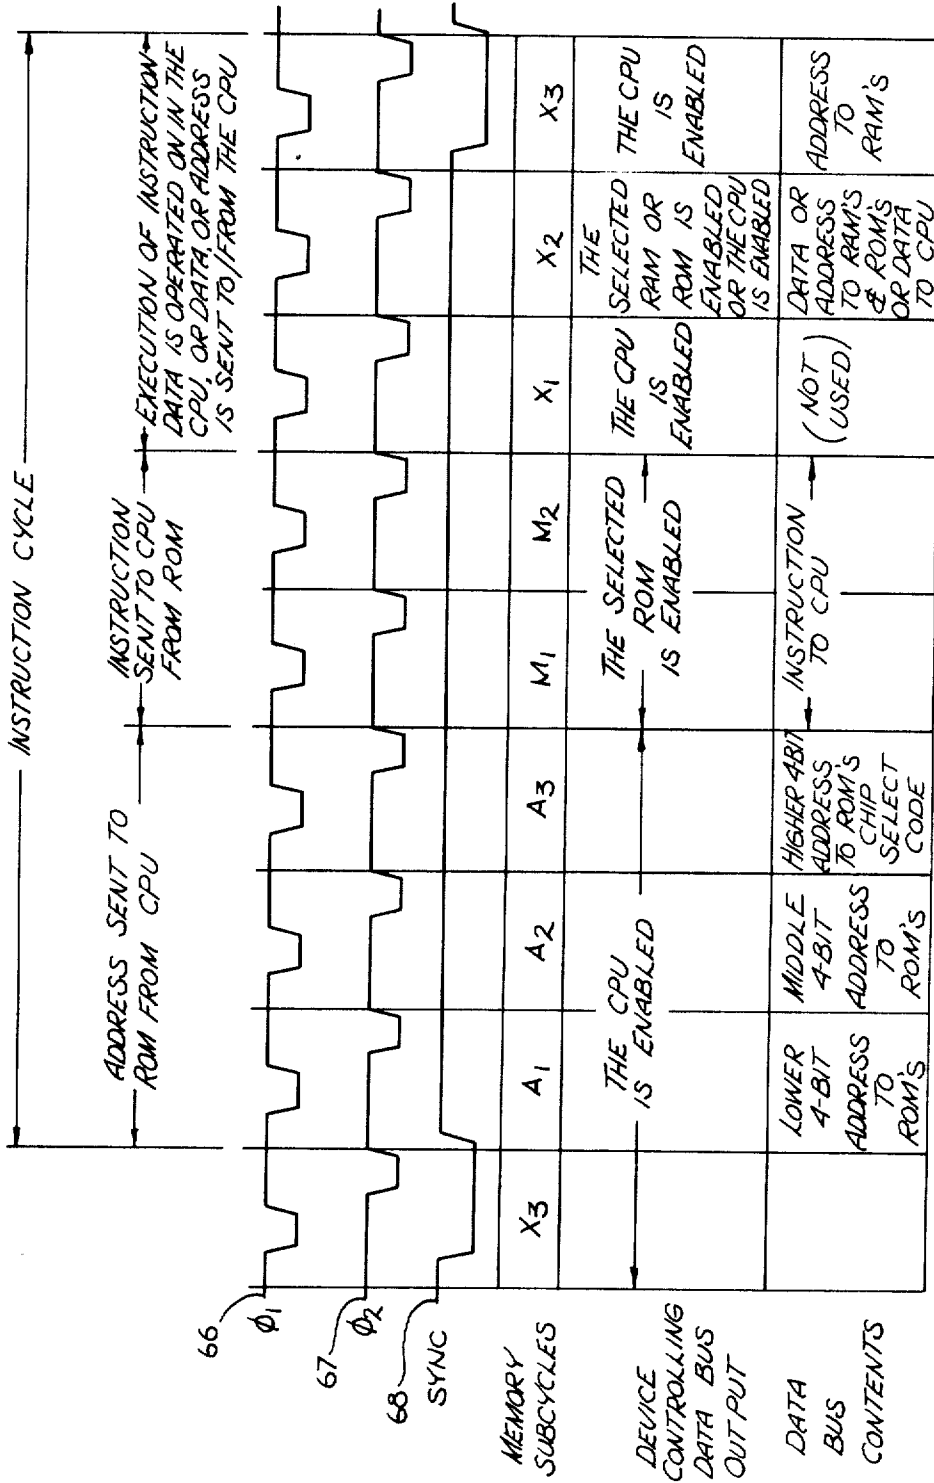 INSTRUCTION CYCLE
ADDRESS SENT TO
ROM FROM CPU
INSTRUCTION
SENT TO CPU
FROM ROM
EXECUTION OF INSTRUCTION
DATA IS OPERATED ON IN THE
CPU, OR DATA OR ADDRESS
IS SENT TO/FROM THE CPU
66
ϕ1
67
ϕ2
68
SYNC
MEMORY
SUBCYCLES
X3
A1
A2
A3
M1
M2
X1
X2
X3
DEVICE
CONTROLLING
DATA BUS
OUTPUT
THE CPU
IS ENABLED
THE SELECTED
ROM
IS ENABLED
THE CPU
IS
ENABLED
THE
SELECTED
RAM OR
ROM IS
ENABLED
OR THE CPU
IS ENABLED
THE CPU
IS
ENABLED
DATA
BUS
CONTENTS
LOWER
4-BIT
ADDRESS
TO
ROM'S
MIDDLE
4-BIT
ADDRESS
TO
ROM'S
HIGHER 4BIT
ADDRESS
TO ROM'S
CHIP
SELECT
CODE
INSTRUCTION
TO CPU
(NOT
USED)
DATA OR
ADDRESS
TO RAM'S
& ROM'S
OR DATA
TO CPU
ADDRESS
TO
RAM'S